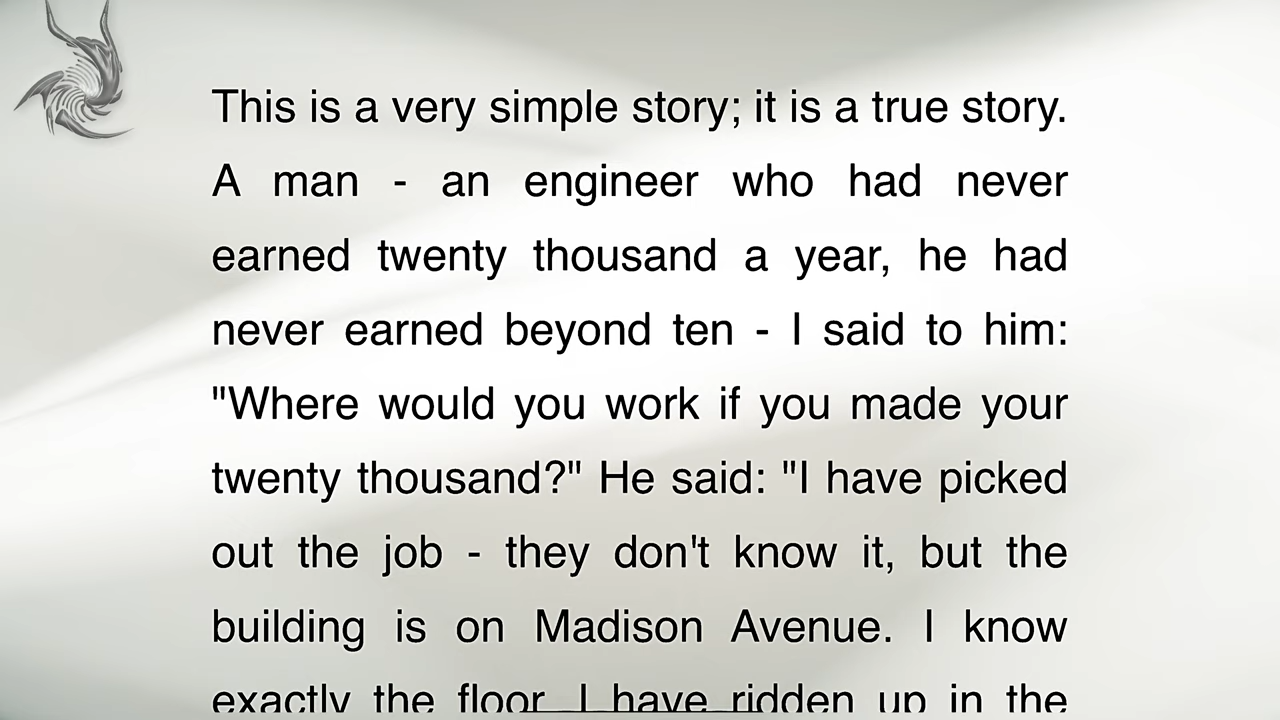 This is a very simple story; it is a true story.
A man - an engineer who had never
earned twenty thousand a year, he had
never earned beyond ten - I said to him:
"Where would you work if you made your
twenty thousand?" He said: "I have picked
out the job - they don't know it, but the
building is on Madison Avenue. I know
exactly the floor. I have ridden up in the